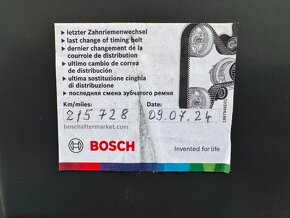 ▸ letzter Zahnriemenwechsel
▸ last change of timing belt
▸ dernier changement de la
courroie de distribution
▸ ultimo cambio de correa
de distribución
▸ ultima sostituzione cinghia
di distribuzione
▸ последняя смена зубчатого ремня
Km/miles: Date:
215728 09.07.24
boschaftermarket.com
BOSCH
Invented for life